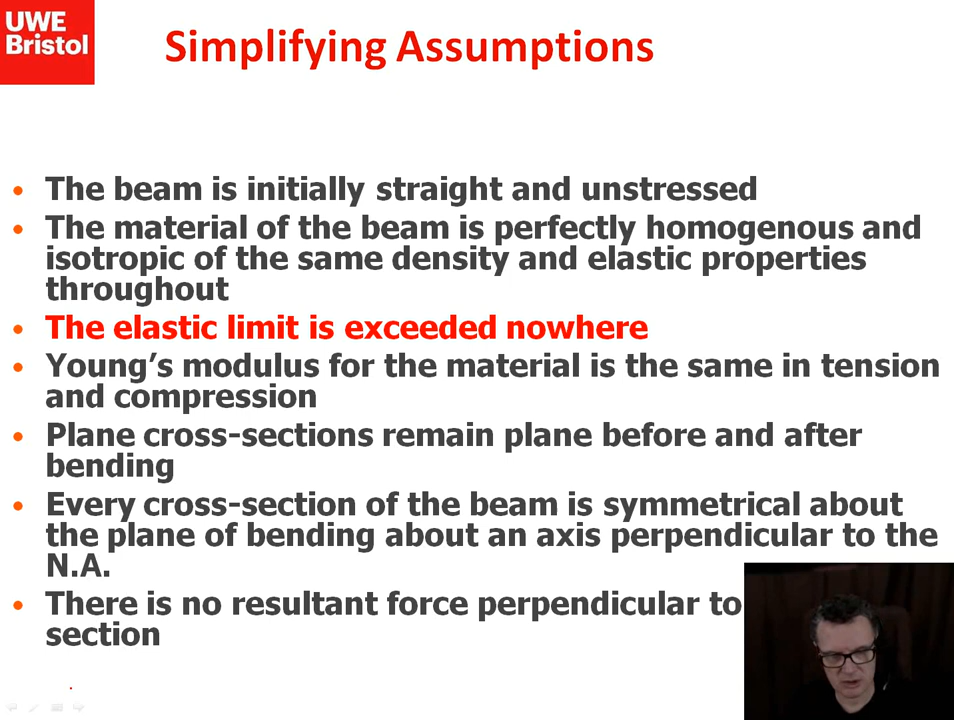 UWE
Bristol
Simplifying Assumptions
• The beam is initially straight and unstressed
• The material of the beam is perfectly homogenous and
isotropic of the same density and elastic properties
throughout
• The elastic limit is exceeded nowhere
• Young’s modulus for the material is the same in tension
and compression
• Plane cross-sections remain plane before and after
bending
• Every cross-section of the beam is symmetrical about
the plane of bending about an axis perpendicular to the
N.A.
• There is no resultant force perpendicular to
section